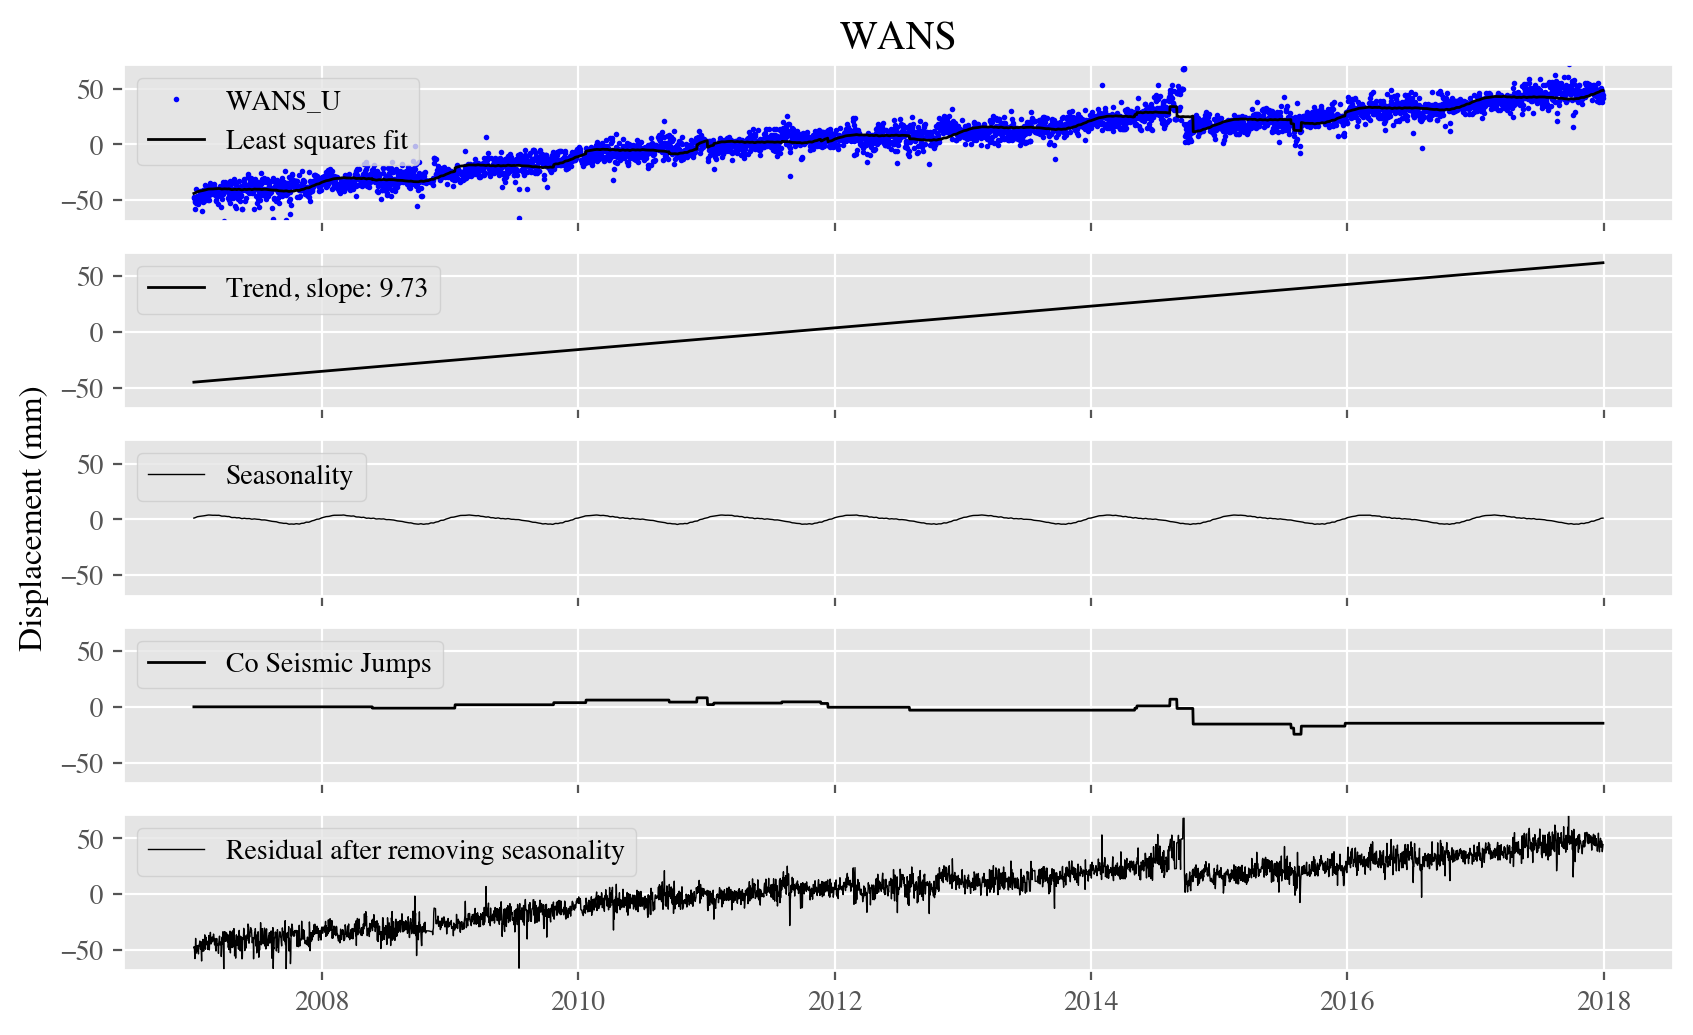 WANS
50
0
−50
WANS_U
Least squares fit
50
0
−50
Trend, slope: 9.73
Displacement (mm)
50
0
−50
Seasonality
50
0
−50
Co Seismic Jumps
50
0
−50
Residual after removing seasonality
2008 2010 2012 2014 2016 2018